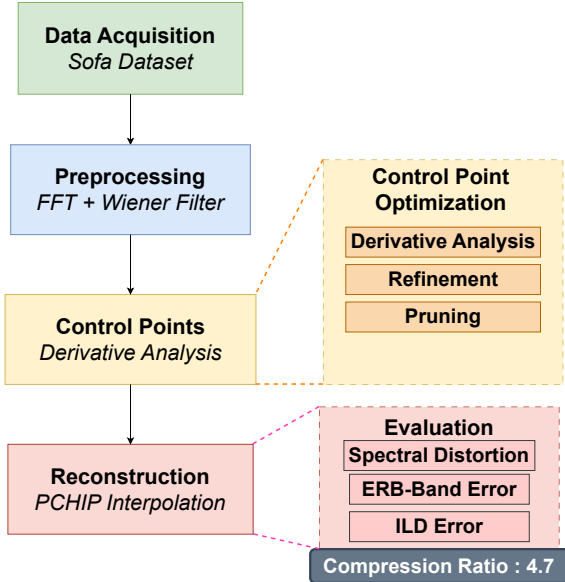 Data Acquisition
Sofa Dataset
Preprocessing
FFT + Wiener Filter
Control Points
Derivative Analysis
Reconstruction
PCHIP Interpolation
Control Point
Optimization
Derivative Analysis
Refinement
Pruning
Evaluation
Spectral Distortion
ERB-Band Error
ILD Error
Compression Ratio : 4.7